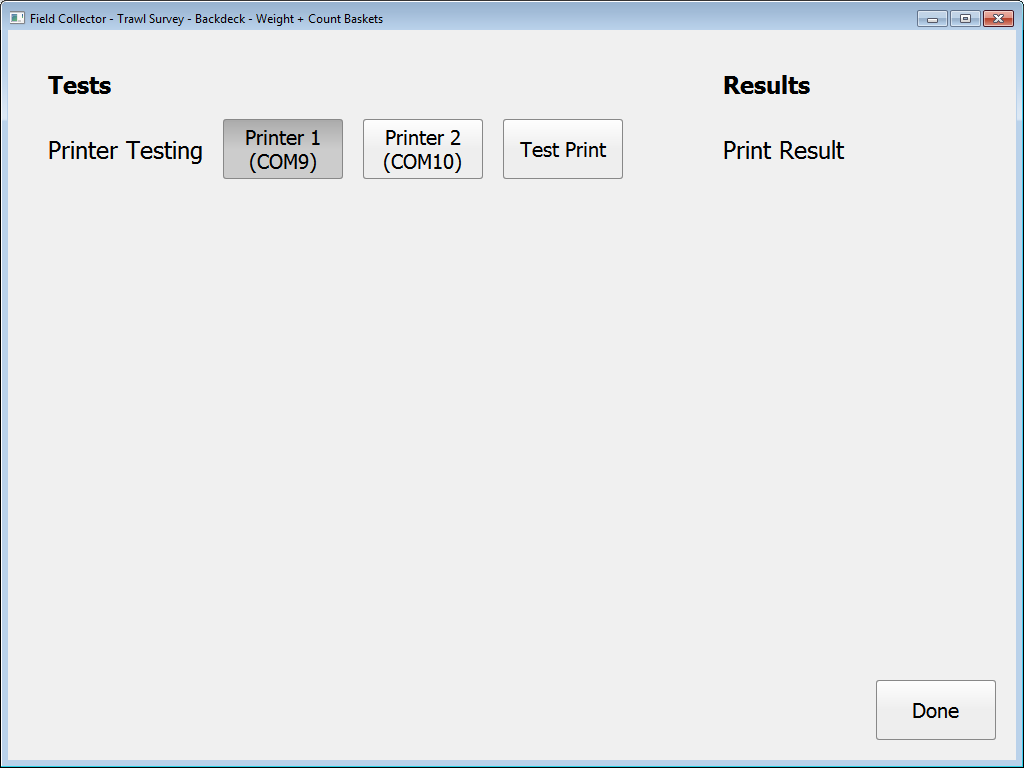 Field Collector - Trawl Survey - Backdeck - Weight + Count Baskets
Tests
Results
Printer Testing
Printer 1
(COM9)
Printer 2
(COM10)
Test Print
Print Result
Done